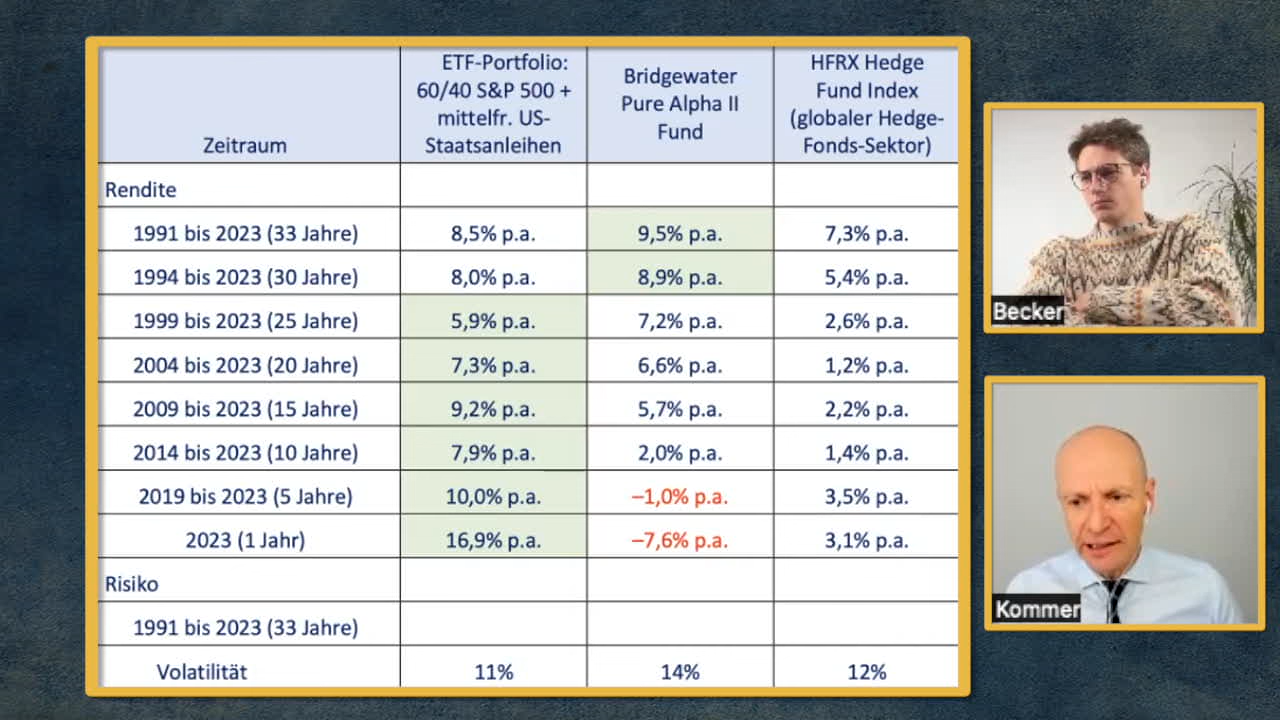 Zeitraum
ETF-Portfolio:
60/40 S&P 500 +
mittelfr. US-
Staatsanleihen
Bridgewater
Pure Alpha II
Fund
HFRX Hedge
Fund Index
(globaler Hedge-
Fonds-Sektor)
Rendite
1991 bis 2023 (33 Jahre) 8,5% p.a. 9,5% p.a. 7,3% p.a.
1994 bis 2023 (30 Jahre) 8,0% p.a. 8,9% p.a. 5,4% p.a.
1999 bis 2023 (25 Jahre) 5,9% p.a. 7,2% p.a. 2,6% p.a.
2004 bis 2023 (20 Jahre) 7,3% p.a. 6,6% p.a. 1,2% p.a.
2009 bis 2023 (15 Jahre) 9,2% p.a. 5,7% p.a. 2,2% p.a.
2014 bis 2023 (10 Jahre) 7,9% p.a. 2,0% p.a. 1,4% p.a.
2019 bis 2023 (5 Jahre) 10,0% p.a. –1,0% p.a. 3,5% p.a.
2023 (1 Jahr) 16,9% p.a. –7,6% p.a. 3,1% p.a.
Risiko
1991 bis 2023 (33 Jahre)
Volatilität 11% 14% 12%
Becker
Kommer